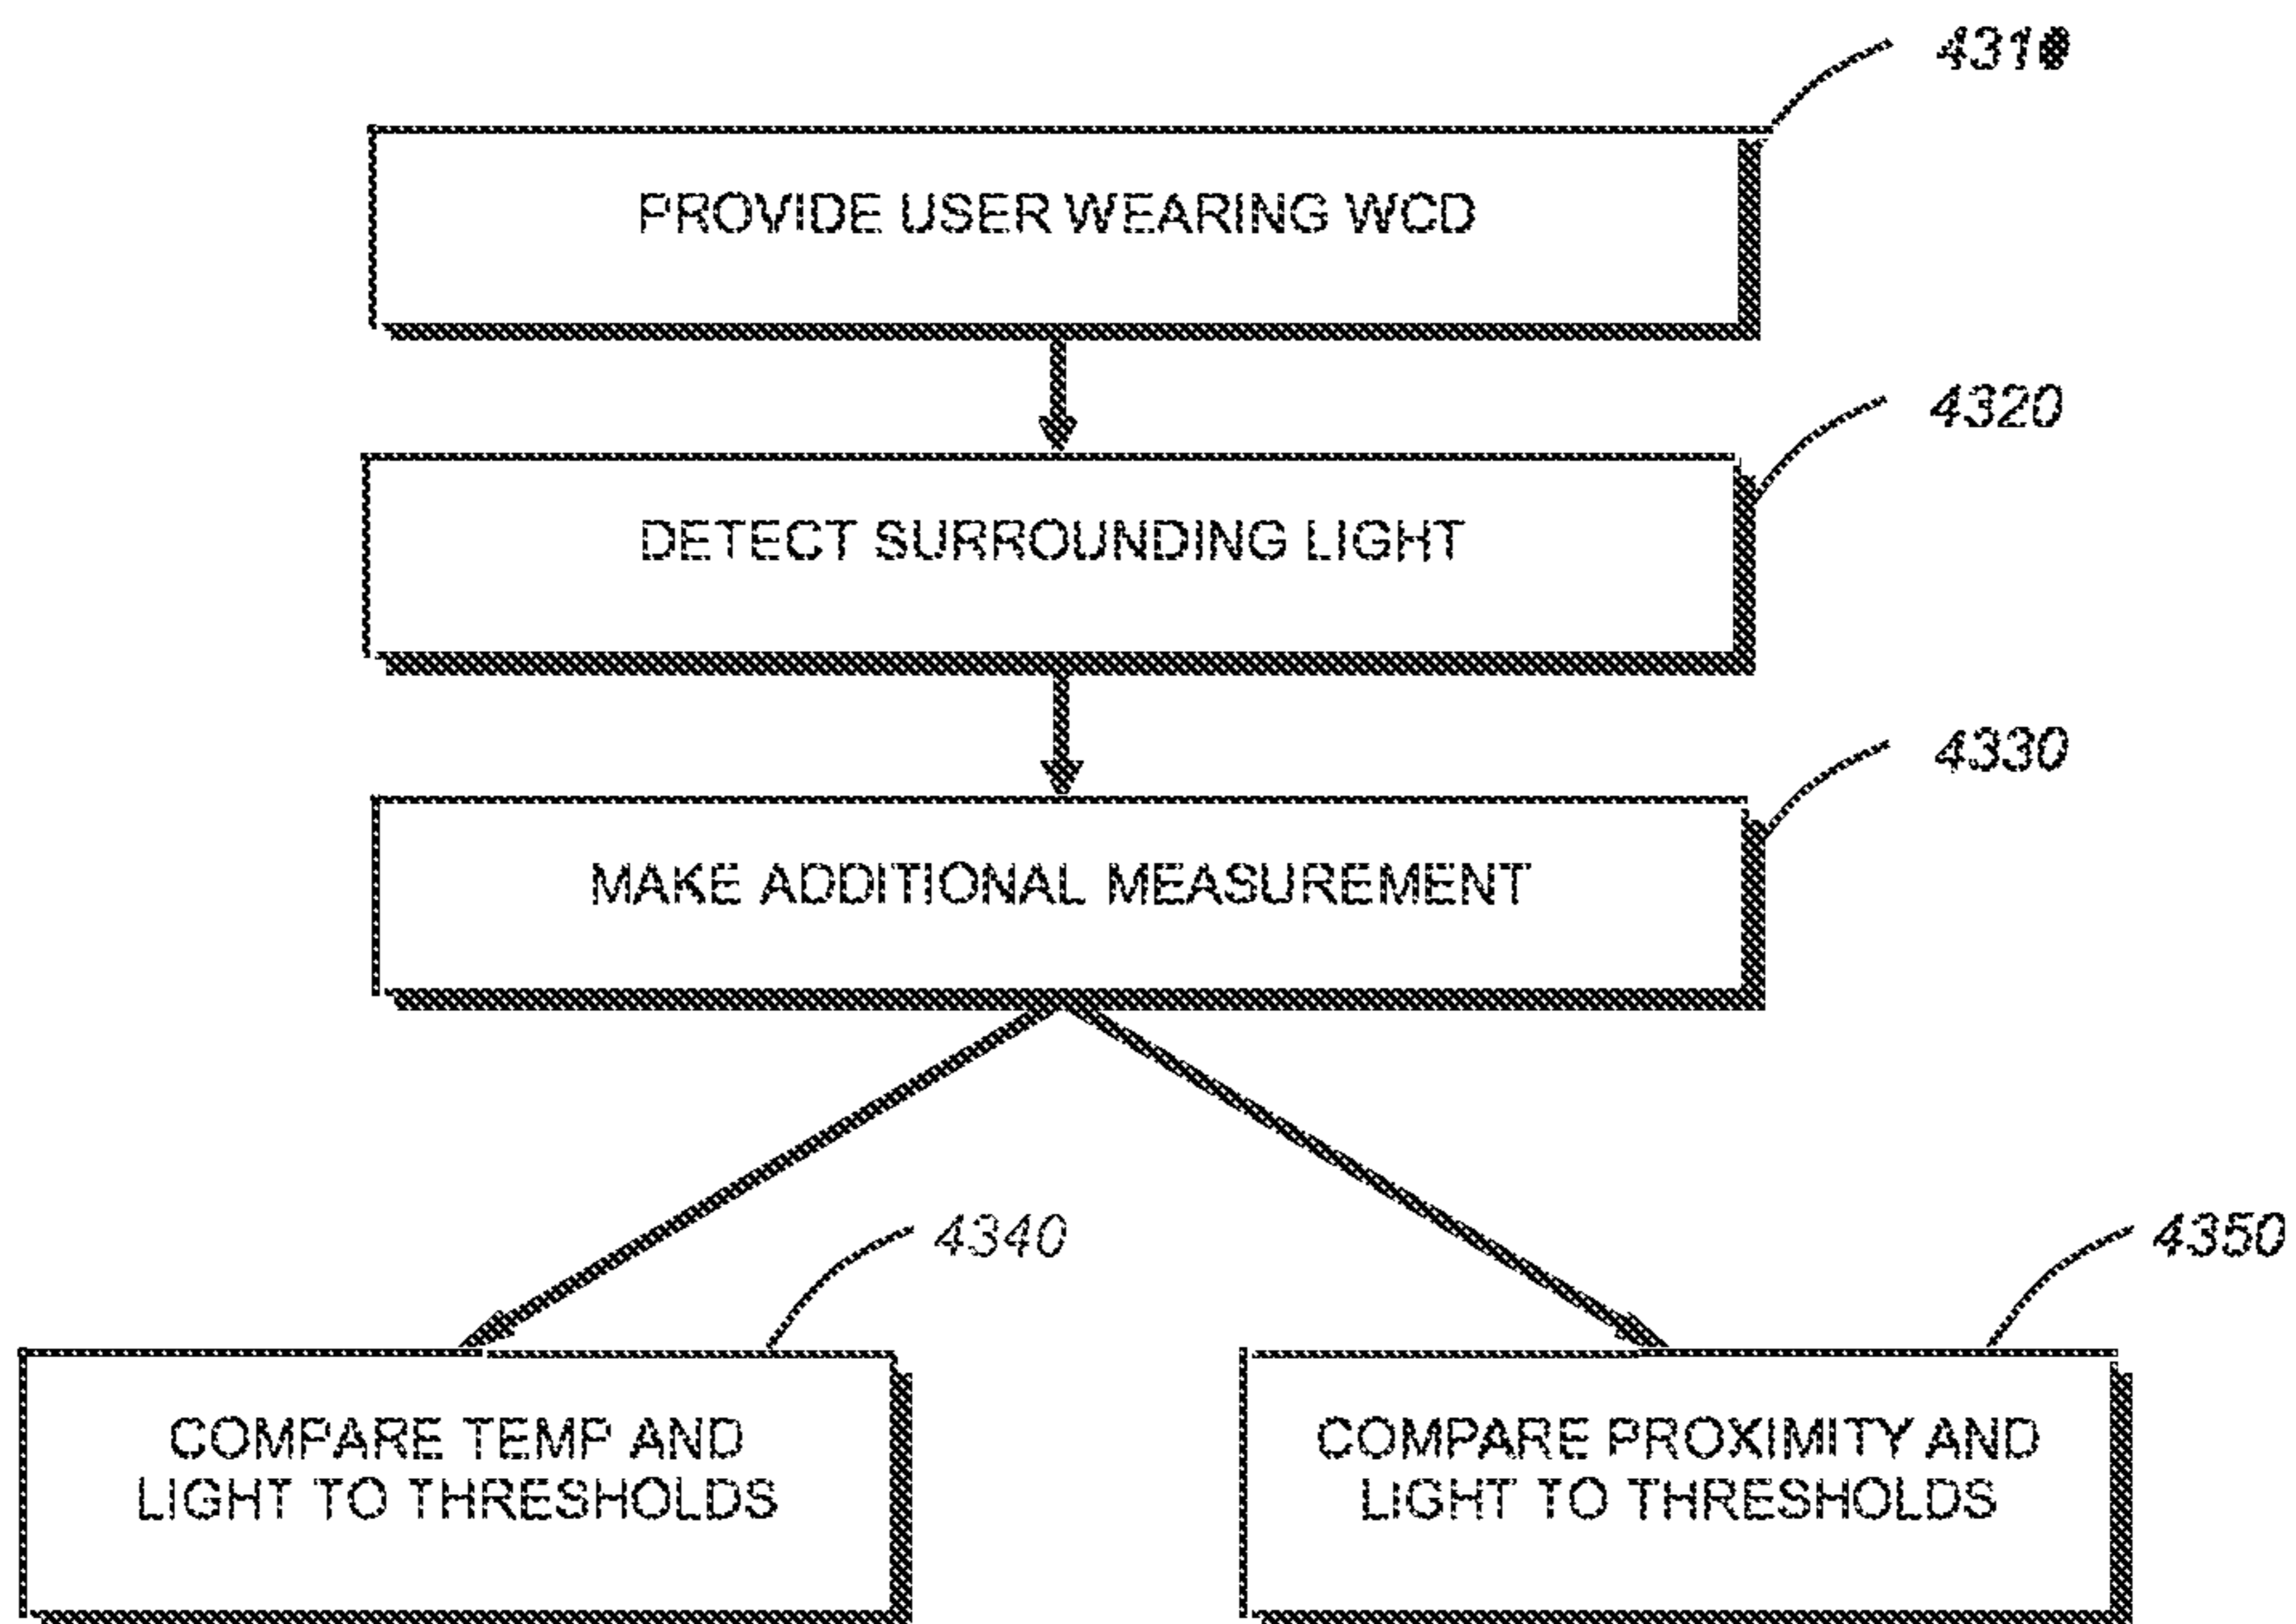 4310
PROVIDE USER WEARING WCD
4320
DETECT SURROUNDING LIGHT
4330
MAKE ADDITIONAL MEASUREMENT
4340
COMPARE TEMP AND
LIGHT TO THRESHOLDS
4350
COMPARE PROXIMITY AND
LIGHT TO THRESHOLDS